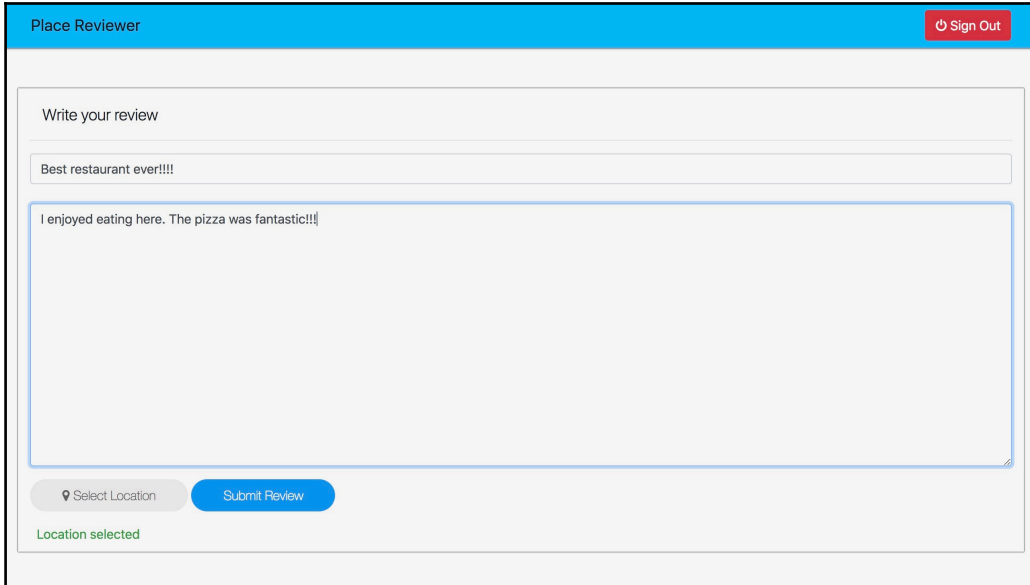 Place Reviewer
Sign Out
Write your review
Best restaurant ever!!!!
I enjoyed eating here. The pizza was fantastic!!!
Select Location
Submit Review
Location selected